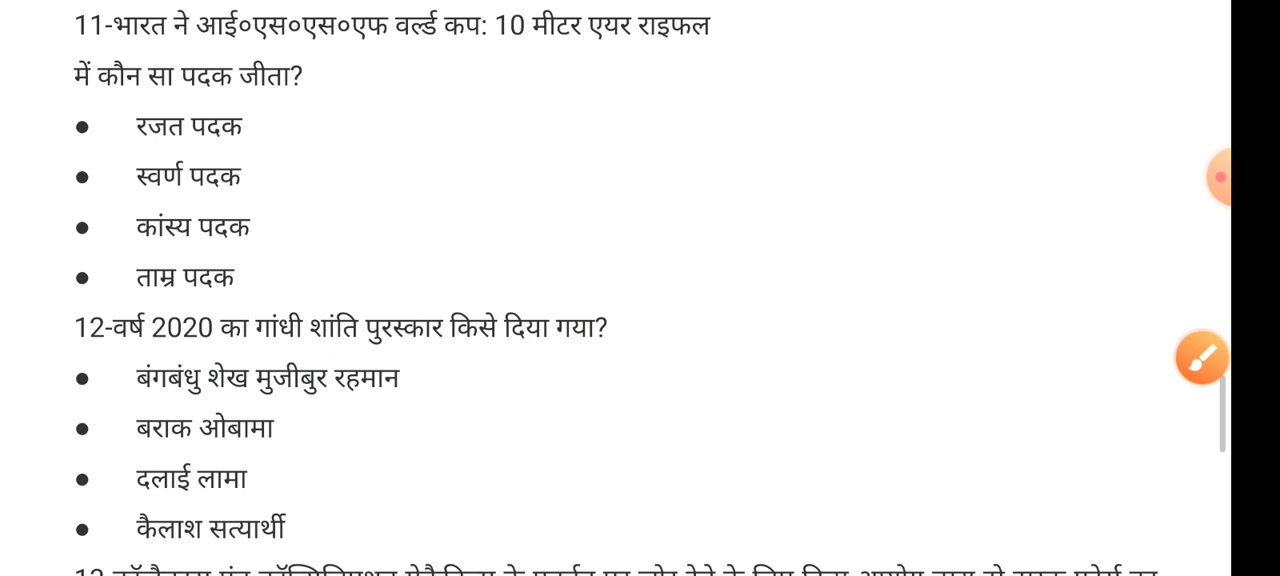 11-भारत ने आई०एस०एस०एफ वर्ल्ड कप: 10 मीटर एयर राइफल
में कौन सा पदक जीता?
● रजत पदक
● स्वर्ण पदक
● कांस्य पदक
● ताम्र पदक
12-वर्ष 2020 का गांधी शांति पुरस्कार किसे दिया गया?
● बंगबंधु शेख मुजीबुर रहमान
● बराक ओबामा
● दलाई लामा
● कैलाश सत्यार्थी